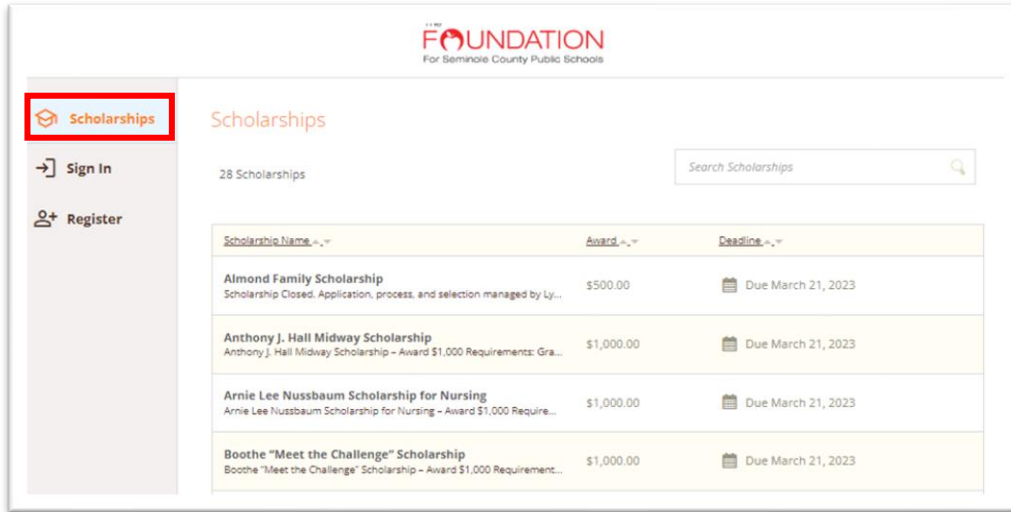 FOUNDATION
For Seminole County Public Schools
Scholarships
Sign In
Register
Scholarships
28 Scholarships
Search Scholarships
Scholarship Name Award Deadline
Almond Family Scholarship
Scholarship Closed. Application, process, and selection managed by Ly...
$500.00 Due March 21, 2023
Anthony J. Hall Midway Scholarship
Anthony J. Hall Midway Scholarship – Award $1,000 Requirements: Gra...
$1,000.00 Due March 21, 2023
Arnie Lee Nussbaum Scholarship for Nursing
Arnie Lee Nussbaum Scholarship for Nursing – Award $1,000 Require...
$1,000.00 Due March 21, 2023
Boothe “Meet the Challenge” Scholarship
Boothe “Meet the Challenge” Scholarship – Award $1,000 Requirement...
$1,000.00 Due March 21, 2023